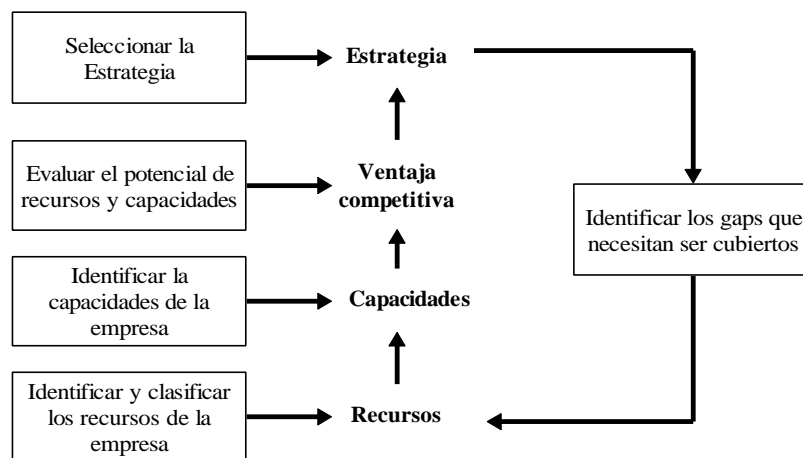 Seleccionar la
Estrategia
Estrategia
Evaluar el potencial de
recursos y capacidades
Ventaja
competitiva
Identificar los gaps que
necesitan ser cubiertos
Identificar la
capacidades de la
empresa
Capacidades
Identificar y clasificar
los recursos de la
empresa
Recursos